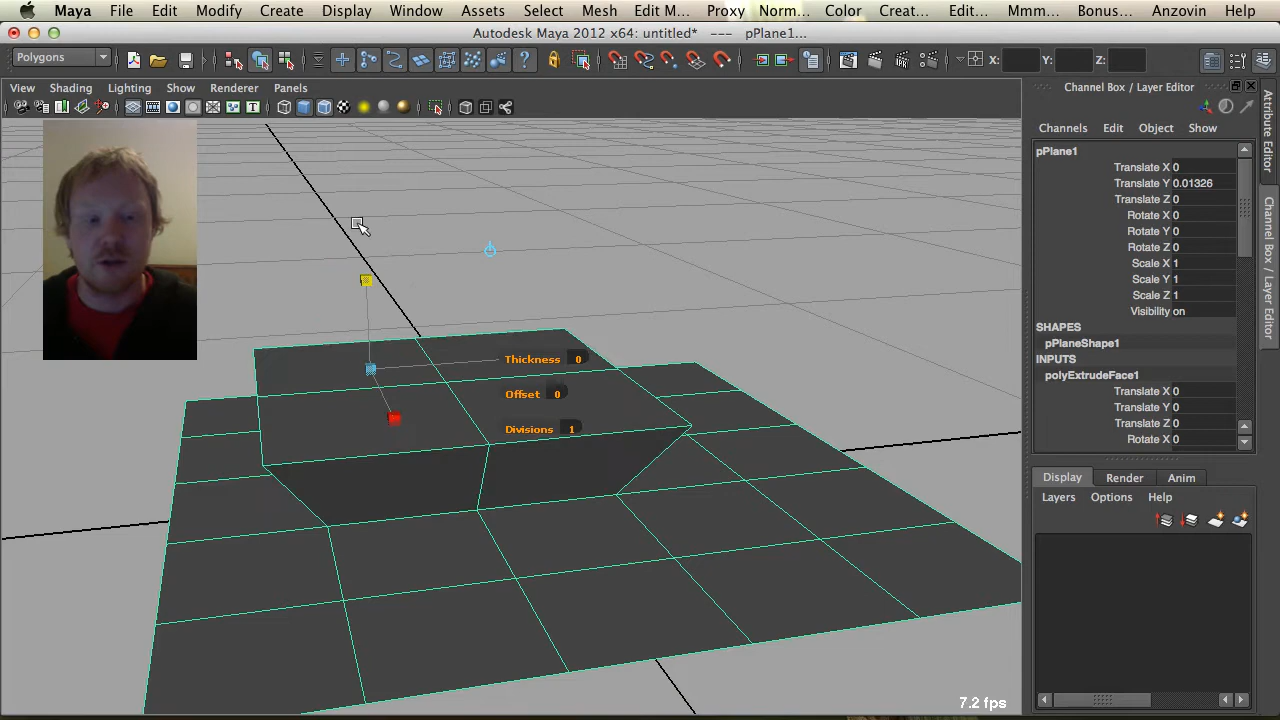 Maya File Edit Modify Create Display Window Assets Select Mesh Edit M... Proxy Norm... Color Creat... Edit... Mmm... Bonus... Anzovin Help
Autodesk Maya 2012 x64: untitled* --- pPlane1...
Polygons
X: Y: Z:
View Shading Lighting Show Renderer Panels
Channel Box / Layer Editor
Channels Edit Object Show
pPlane1
Translate X 0
Translate Y 0.01326
Translate Z 0
Rotate X 0
Rotate Y 0
Rotate Z 0
Scale X 1
Scale Y 1
Scale Z 1
Visibility on
SHAPES
pPlaneShape1
INPUTS
polyExtrudeFace1
Translate X 0
Translate Y 0
Translate Z 0
Rotate X 0
Attribute Editor
Channel Box / Layer Editor
Thickness 0
Offset 0
Divisions 1
Display Render Anim
Layers Options Help
7.2 fps